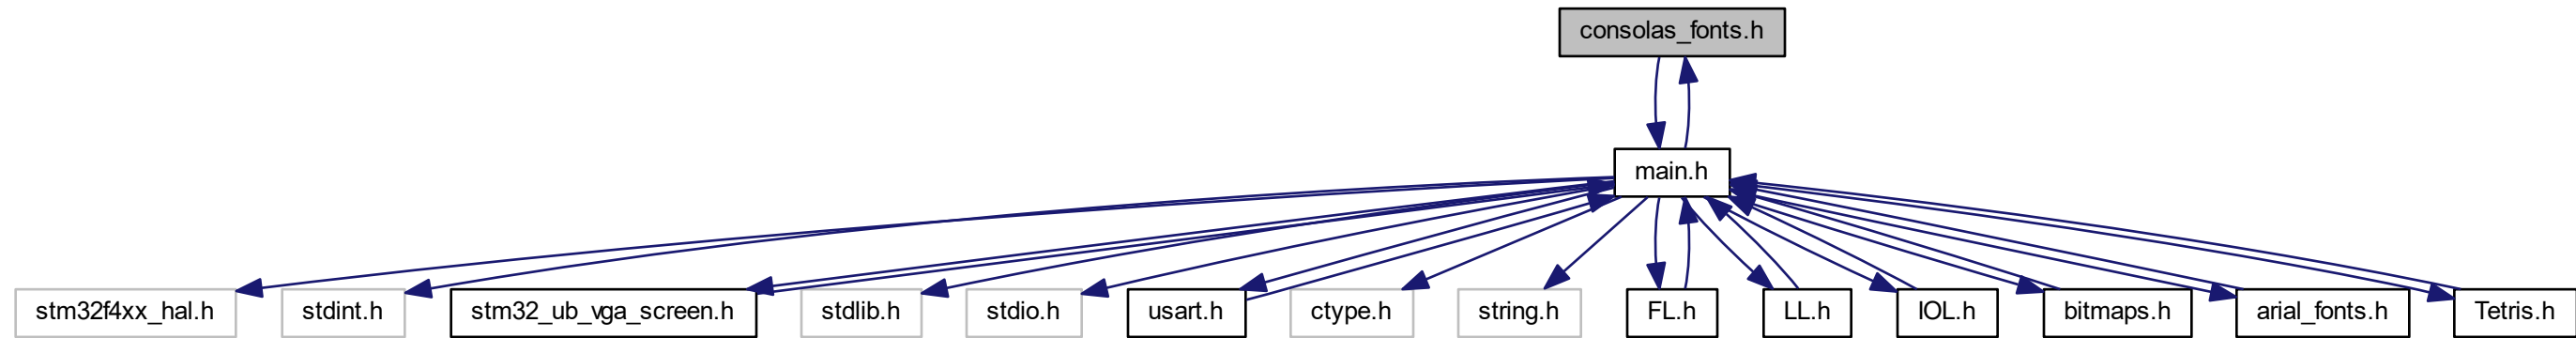 consolas_fonts.h
main.h
stm32f4xx_hal.h
stdint.h
stm32_ub_vga_screen.h
stdlib.h
stdio.h
usart.h
ctype.h
string.h
FL.h
LL.h
IOL.h
bitmaps.h
arial_fonts.h
Tetris.h